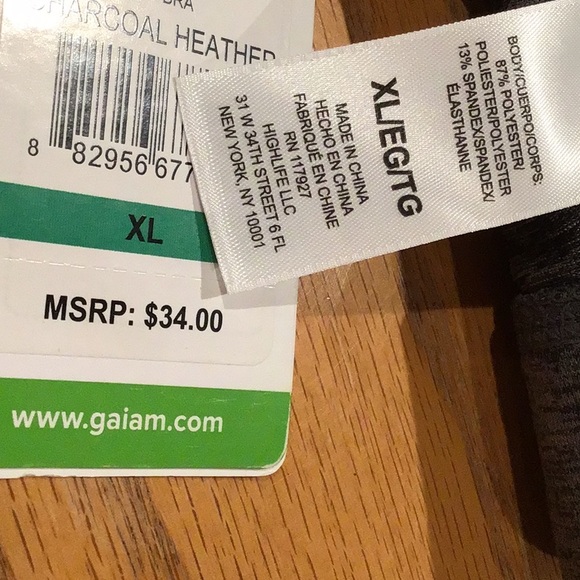 BRA
CHARCOAL HEATHER
8 82956 677
XL
MSRP: $34.00
www.gaiam.com
BODY/CUERPO/CORPS:
87% POLYESTER/
POLIESTER/POLYESTER
13% SPANDEX/SPANDEX/
ÉLASTHANNE
XL/EG/TG
MADE IN CHINA
HECHO EN CHINA
FABRIQUÉ EN CHINE
RN 117927
HIGHLIFE LLC
31 W 34TH STREET 6 FL
NEW YORK, NY 10001